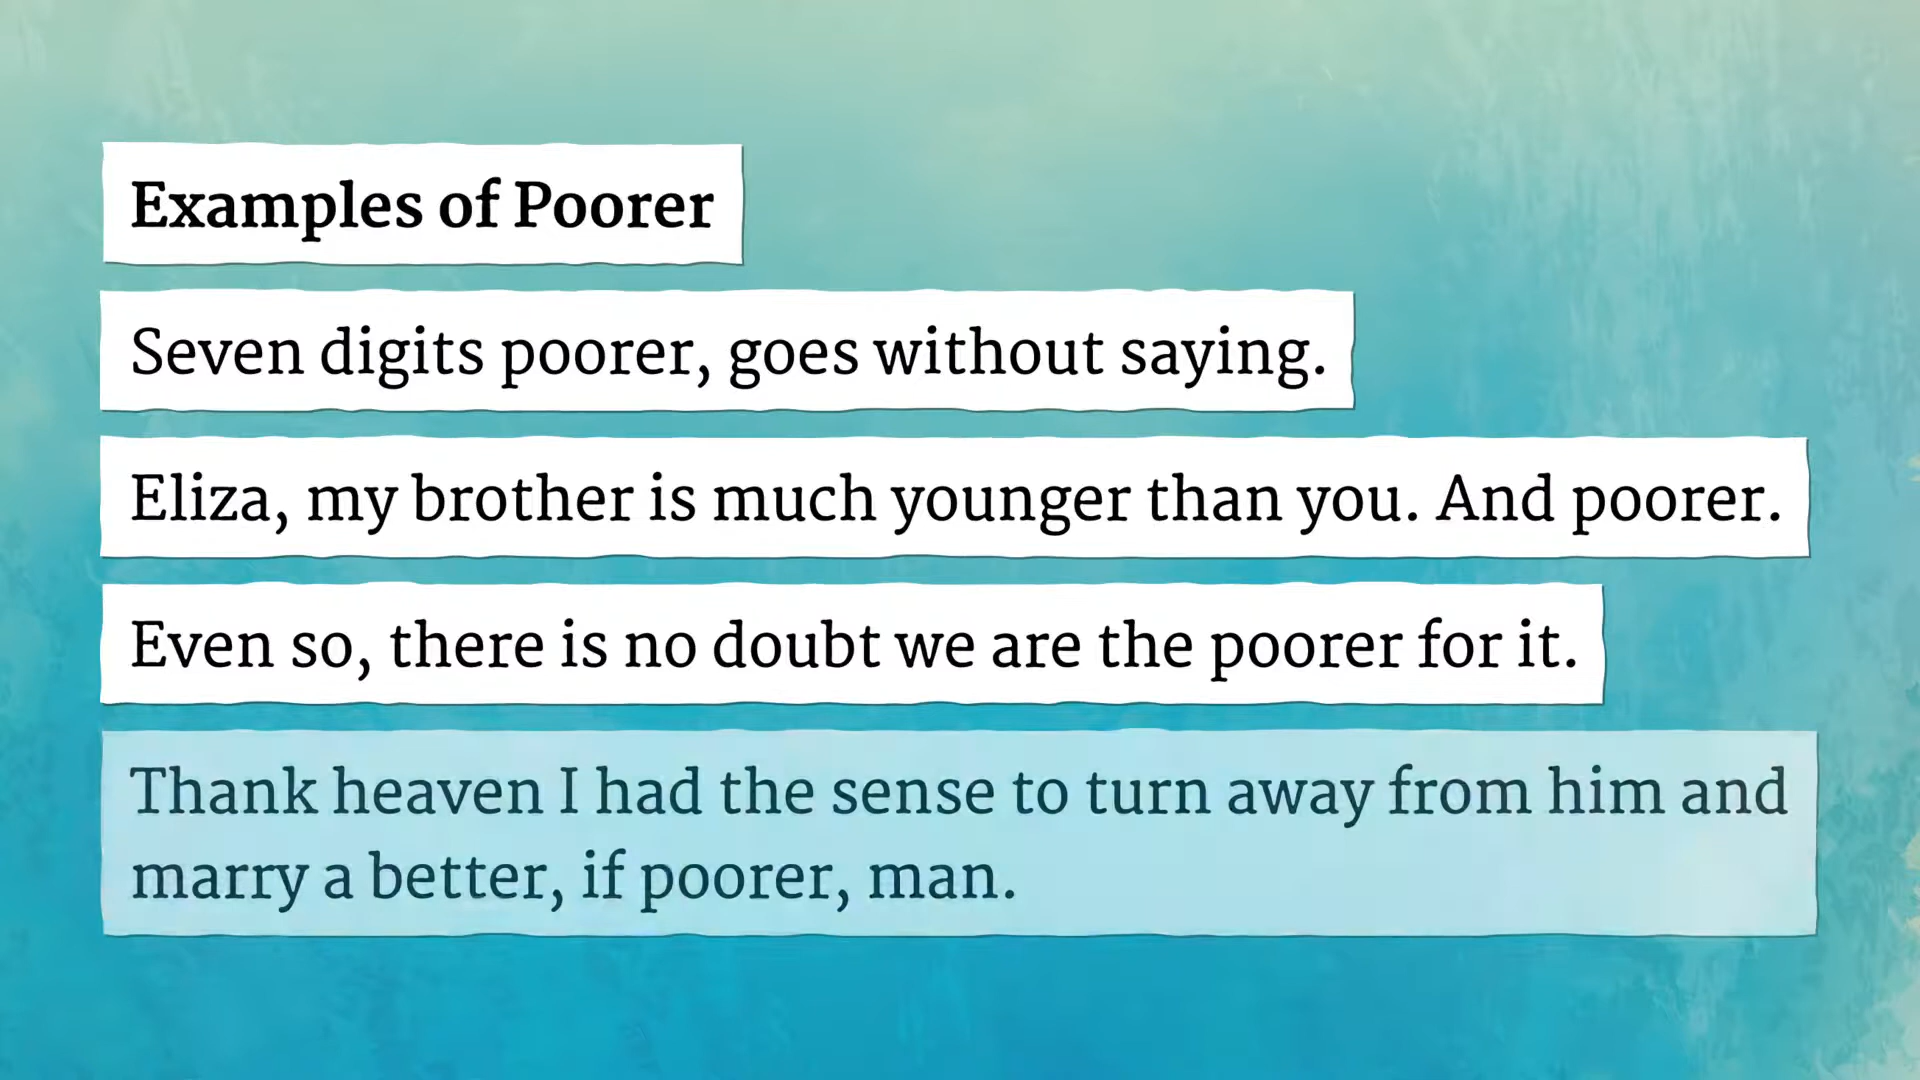 Examples of Poorer
Seven digits poorer, goes without saying.
Eliza, my brother is much younger than you. And poorer.
Even so, there is no doubt we are the poorer for it.
Thank heaven I had the sense to turn away from him and
marry a better, if poorer, man.